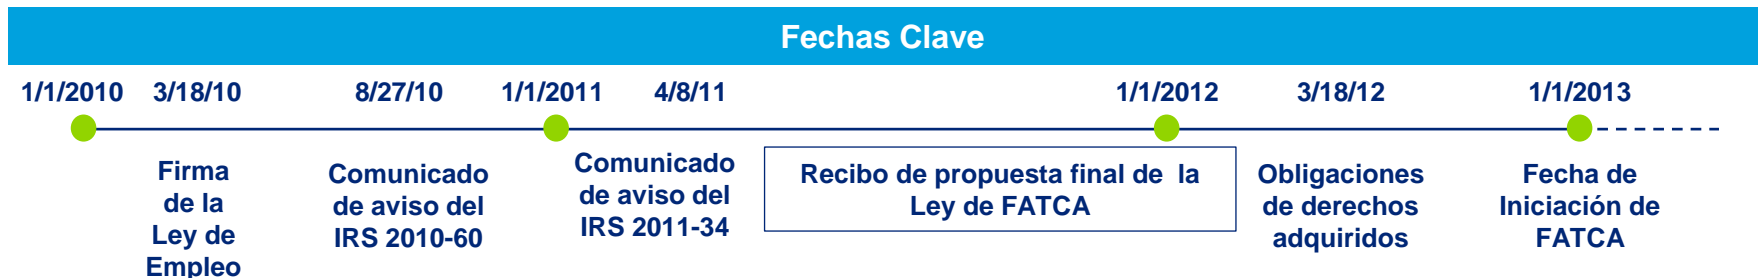 Fechas Clave
1/1/2010 3/18/10 8/27/10 1/1/2011 4/8/11 1/1/2012 3/18/12 1/1/2013
Firma
de la
Ley de
Empleo
Comunicado
de aviso del
IRS 2010-60
Comunicado
de aviso del
IRS 2011-34
Recibo de propuesta final de la
Ley de FATCA
Obligaciones
de derechos
adquiridos
Fecha de
Iniciación de
FATCA